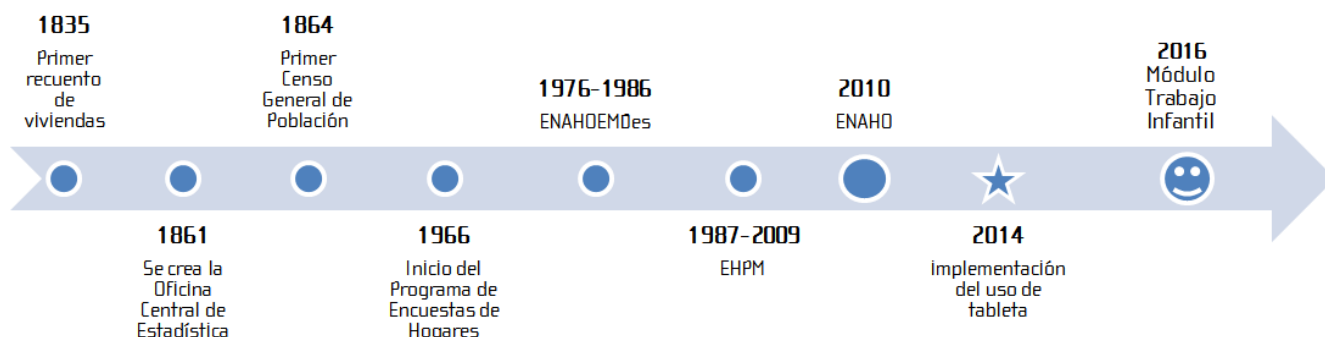 1835
Primer
recuento
de
viviendas
1861
Se crea la
Oficina
Central de
Estadística
1864
Primer
Censo
General de
Población
1966
Inicio del
Programa de
Encuestas de
Hogares
1976-1986
ENAHOEMDes
1987-2009
EHPM
2010
ENAHO
2014
implementación
del uso de
tableta
2016
Módulo
Trabajo
Infantil